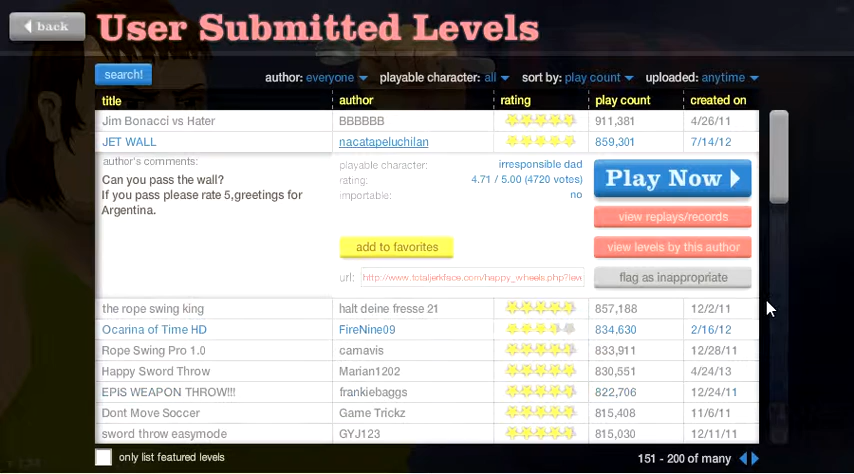 back
User Submitted Levels
search!
author: everyone playable character: all sort by: play count uploaded: anytime
title author rating play count created on
Jim Bonacci vs Hater BBBBBB 911,381 4/26/11
JET WALL nacatapeluchilan 859,301 7/14/12
author's comments:
Can you pass the wall?
If you pass please rate 5,greetings for
Argentina.
playable character: irresponsible dad
rating: 4.71 / 5.00 (4720 votes)
importable: no
Play Now
view replays/records
add to favorites
view levels by this author
url: http://www.totaljerkface.com/happy_wheels.php?lev
flag as inappropriate
the rope swing king halt deine fresse 21 857,188 12/2/11
Ocarina of Time HD FireNine09 834,630 2/16/12
Rope Swing Pro 1.0 carnavis 833,911 12/28/11
Happy Sword Throw Marian1202 830,551 4/24/13
EPiS WEAPON THROW!!! frankiebaggs 822,706 12/24/11
Dont Move Soccer Game Trickz 815,408 11/6/11
sword throw easymode GYJ123 815,030 12/11/11
only list featured levels
151 - 200 of many